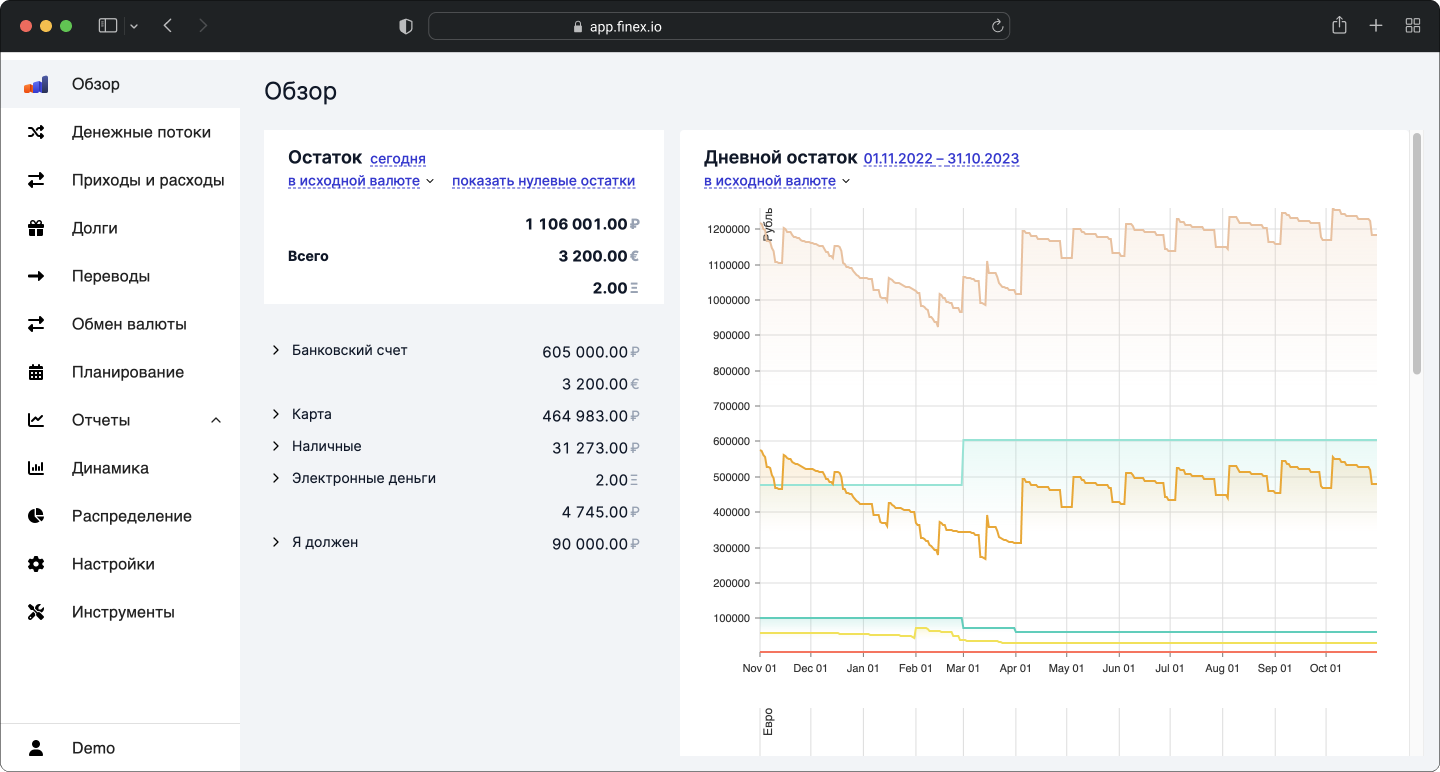 app.finex.io
Обзор
Денежные потоки
Приходы и расходы
Долги
Переводы
Обмен валюты
Планирование
Отчеты
Динамика
Распределение
Настройки
Инструменты
Demo
Обзор
Остаток сегодня
в исходной валюте показать нулевые остатки
1 106 001.00 ₽
Всего 3 200.00 €
2.00 Ξ
Банковский счет 605 000.00 ₽
3 200.00 €
Карта 464 983.00 ₽
Наличные 31 273.00 ₽
Электронные деньги 2.00 Ξ
4 745.00 ₽
Я должен 90 000.00 ₽
Дневной остаток 01.11.2022 – 31.10.2023
в исходной валюте
Рубль
1200000
1100000
1000000
900000
800000
700000
600000
500000
400000
300000
200000
100000
Nov 01 Dec 01 Jan 01 Feb 01 Mar 01 Apr 01 May 01 Jun 01 Jul 01 Aug 01 Sep 01 Oct 01
Евро